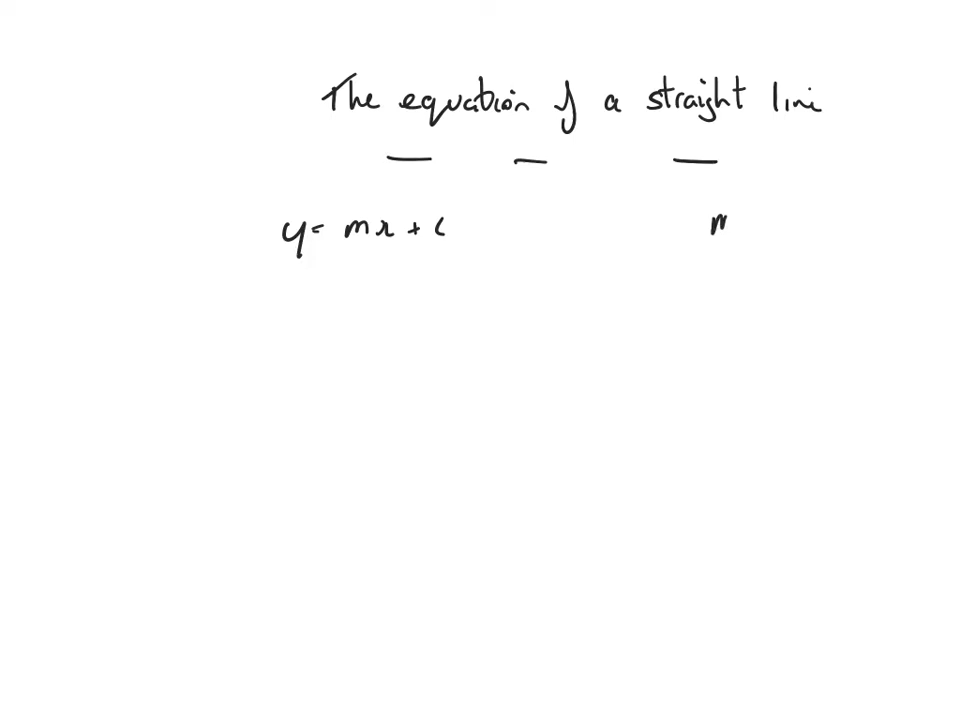 The equation of a straight line
y = mx + c m